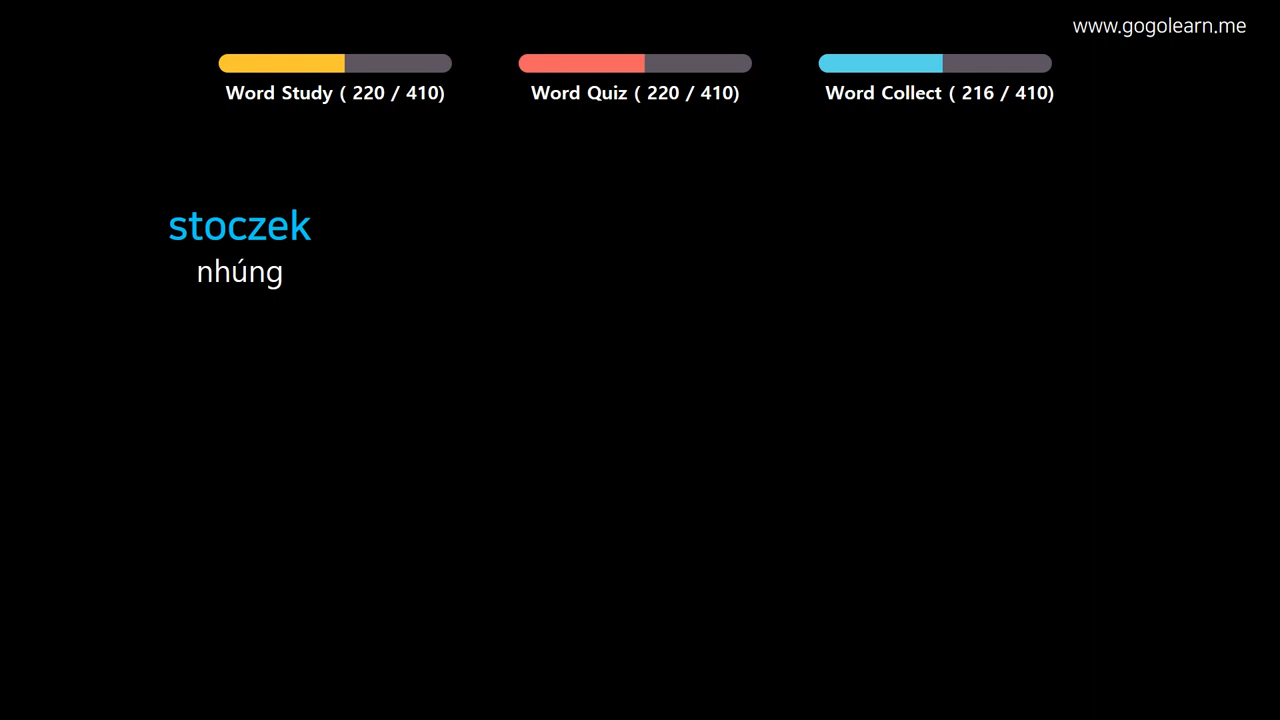 www.gogolearn.me
Word Study ( 220 / 410)
Word Quiz ( 220 / 410)
Word Collect ( 216 / 410)
stoczek
nhúng